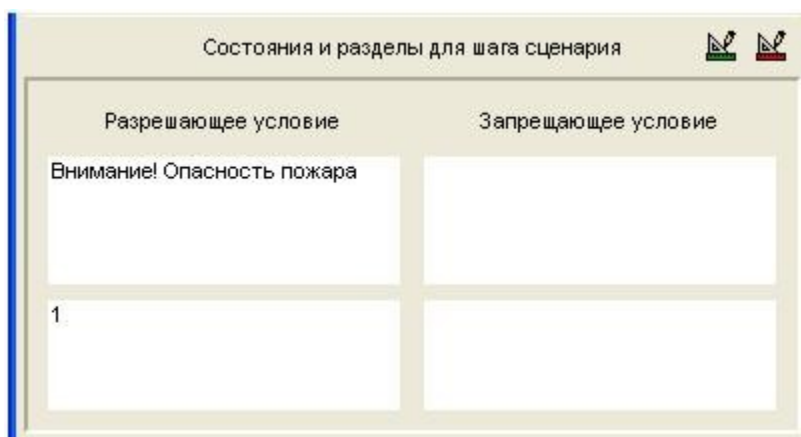 Состояния и разделы для шага сценария
Разрешающее условие
Запрещающее условие
Внимание! Опасность пожара
1